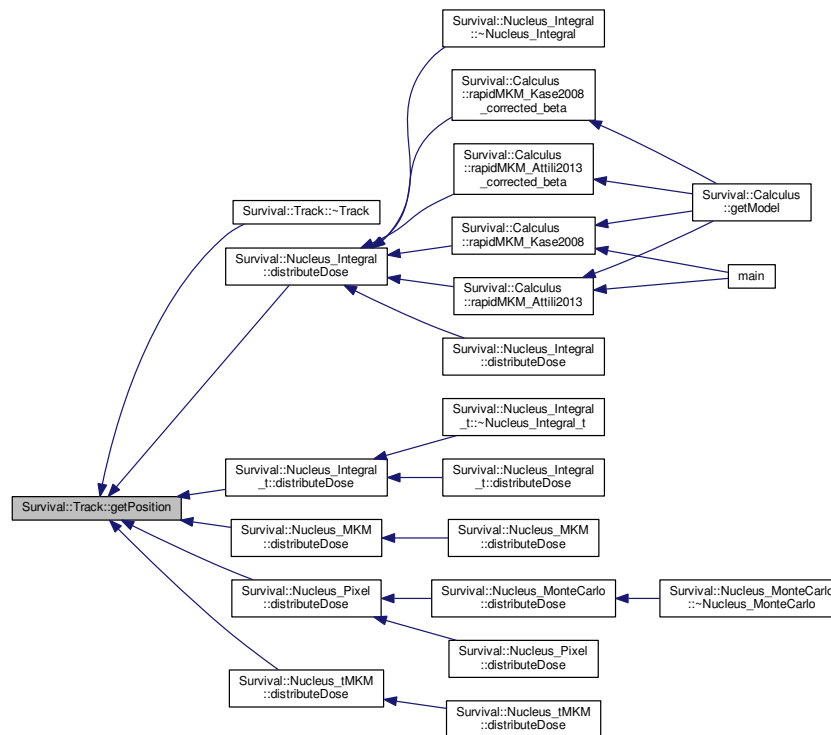 Survival::Nucleus_Integral
::~Nucleus_Integral
Survival::Calculus
::rapidMKM_Kase2008
_corrected_beta
Survival::Calculus
::rapidMKM_Attili2013
_corrected_beta
Survival::Calculus
::getModel
Survival::Track::~Track
Survival::Calculus
::rapidMKM_Kase2008
Survival::Nucleus_Integral
::distributeDose
main
Survival::Calculus
::rapidMKM_Attili2013
Survival::Nucleus_Integral
::distributeDose
Survival::Nucleus_Integral
_t::~Nucleus_Integral_t
Survival::Nucleus_Integral
_t::distributeDose
Survival::Nucleus_Integral
_t::distributeDose
Survival::Track::getPosition
Survival::Nucleus_MKM
::distributeDose
Survival::Nucleus_MKM
::distributeDose
Survival::Nucleus_Pixel
::distributeDose
Survival::Nucleus_MonteCarlo
::distributeDose
Survival::Nucleus_MonteCarlo
::~Nucleus_MonteCarlo
Survival::Nucleus_Pixel
::distributeDose
Survival::Nucleus_tMKM
::distributeDose
Survival::Nucleus_tMKM
::distributeDose